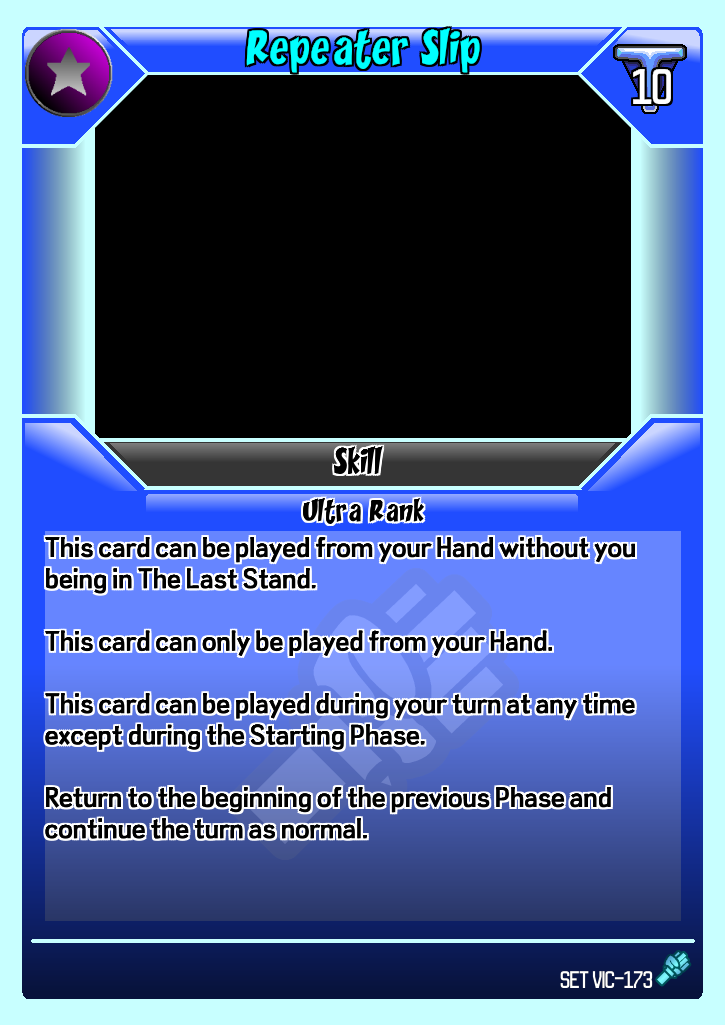 Repeater Slip
10
Skill
Ultra Rank
This card can be played from your Hand without you
being in The Last Stand.
This card can only be played from your Hand.
This card can be played during your turn at any time
except during the Starting Phase.
Return to the beginning of the previous Phase and
continue the turn as normal.
SET VIC-173